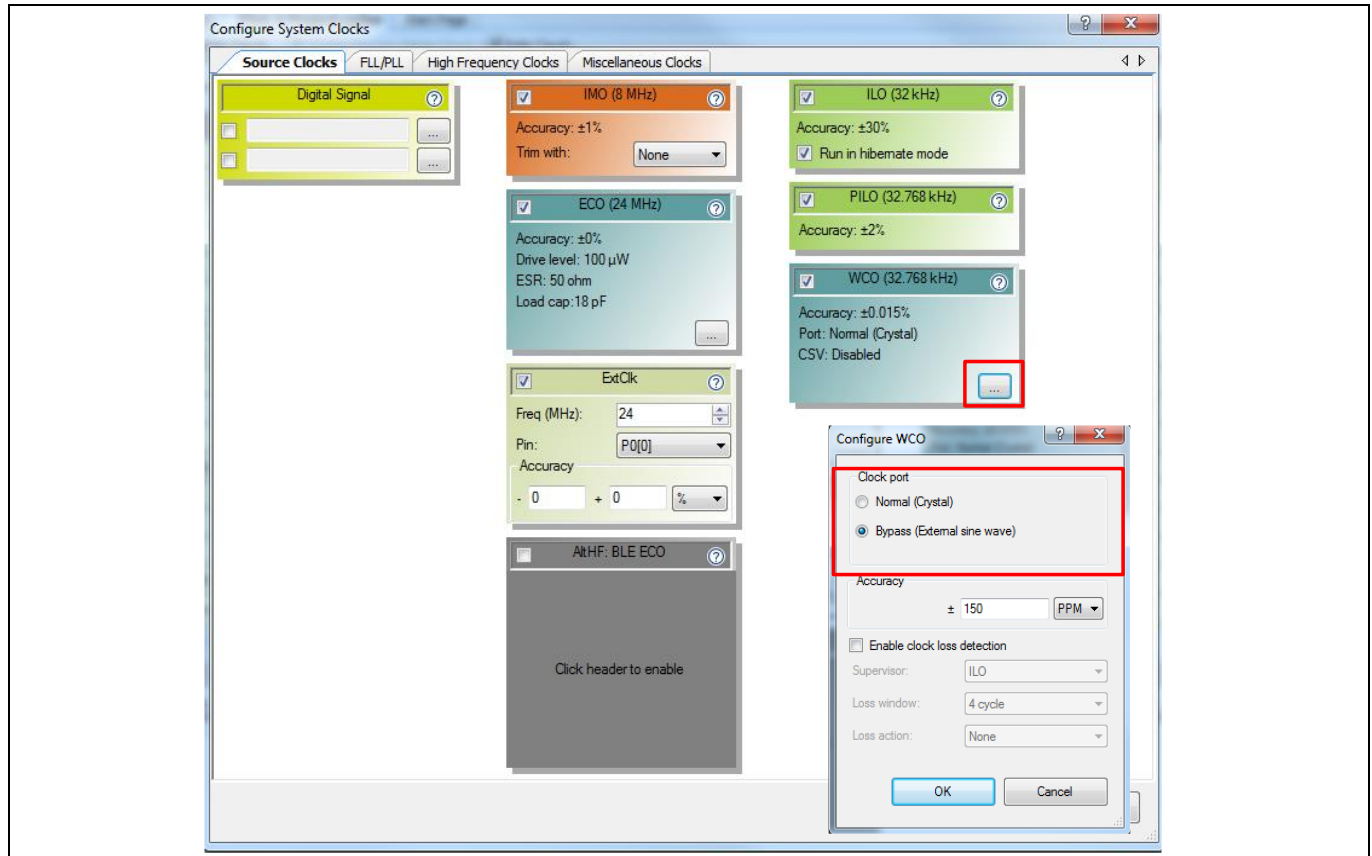 Configure System Clocks
Source Clocks
FLL/PLL
High Frequency Clocks
Miscellaneous Clocks
Digital Signal
...
...
IMO (8 MHz)
Accuracy: ±1%
Trim with:
None
ECO (24 MHz)
Accuracy: ±0%
Drive level: 100 µW
ESR: 50 ohm
Load cap:18 pF
...
ExtClk
Freq (MHz):
24
Pin:
P0[0]
Accuracy
- 0 + 0 %
AltHF: BLE ECO
Click header to enable
ILO (32 kHz)
Accuracy: ±30%
Run in hibernate mode
PILO (32.768 kHz)
Accuracy: ±2%
WCO (32.768 kHz)
Accuracy: ±0.015%
Port: Normal (Crystal)
CSV: Disabled
...
Configure WCO
Clock port
Normal (Crystal)
Bypass (External sine wave)
Accuracy
± 150 PPM
Enable clock loss detection
Supervisor: ILO
Loss window: 4 cycle
Loss action: None
OK
Cancel